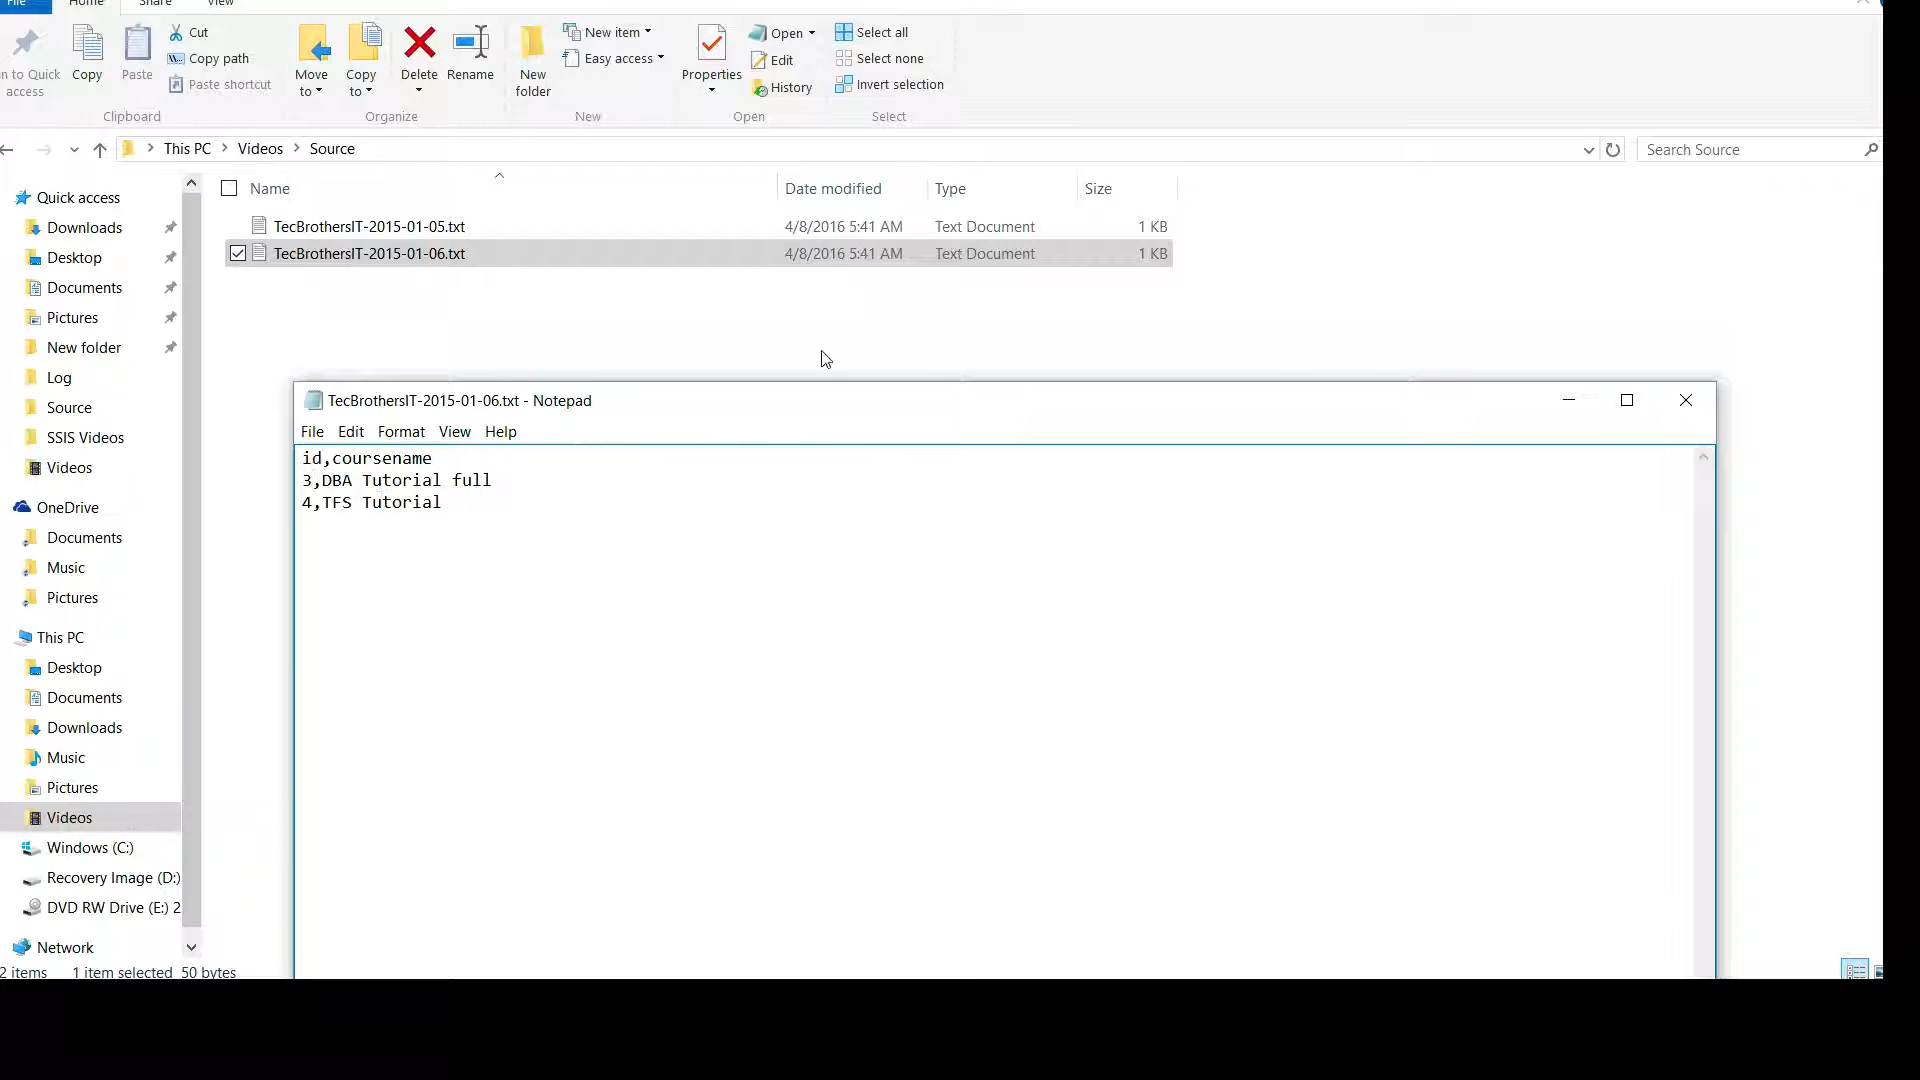 File Home Share View
Cut
Copy path
Paste shortcut
n to Quick
access
Copy
Paste
Clipboard
Move
to
Copy
to
Delete
Rename
Organize
New
folder
New item
Easy access
New
Properties
Open
Edit
History
Open
Select all
Select none
Invert selection
Select
This PC > Videos > Source
Search Source
Name Date modified Type Size
TecBrothersIT-2015-01-05.txt 4/8/2016 5:41 AM Text Document 1 KB
TecBrothersIT-2015-01-06.txt 4/8/2016 5:41 AM Text Document 1 KB
Quick access
Downloads
Desktop
Documents
Pictures
New folder
Log
Source
SSIS Videos
Videos
OneDrive
Documents
Music
Pictures
This PC
Desktop
Documents
Downloads
Music
Pictures
Videos
Windows (C:)
Recovery Image (D:)
DVD RW Drive (E:) 2
Network
2 items 1 item selected 50 bytes
TecBrothersIT-2015-01-06.txt - Notepad
File Edit Format View Help
id,coursename
3,DBA Tutorial full
4,TFS Tutorial